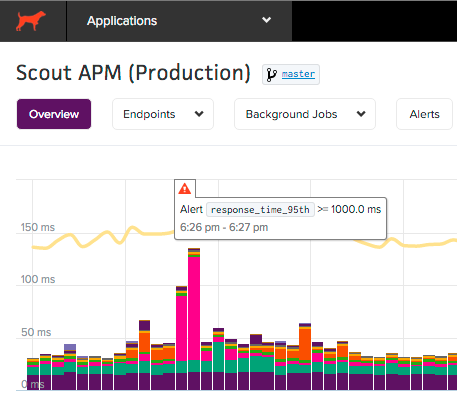 Applications
Scout APM (Production) master
Overview Endpoints Background Jobs Alerts
Alert response_time_95th >= 1000.0 ms
6:26 pm - 6:27 pm
150 ms
100 ms
50 ms
0 ms